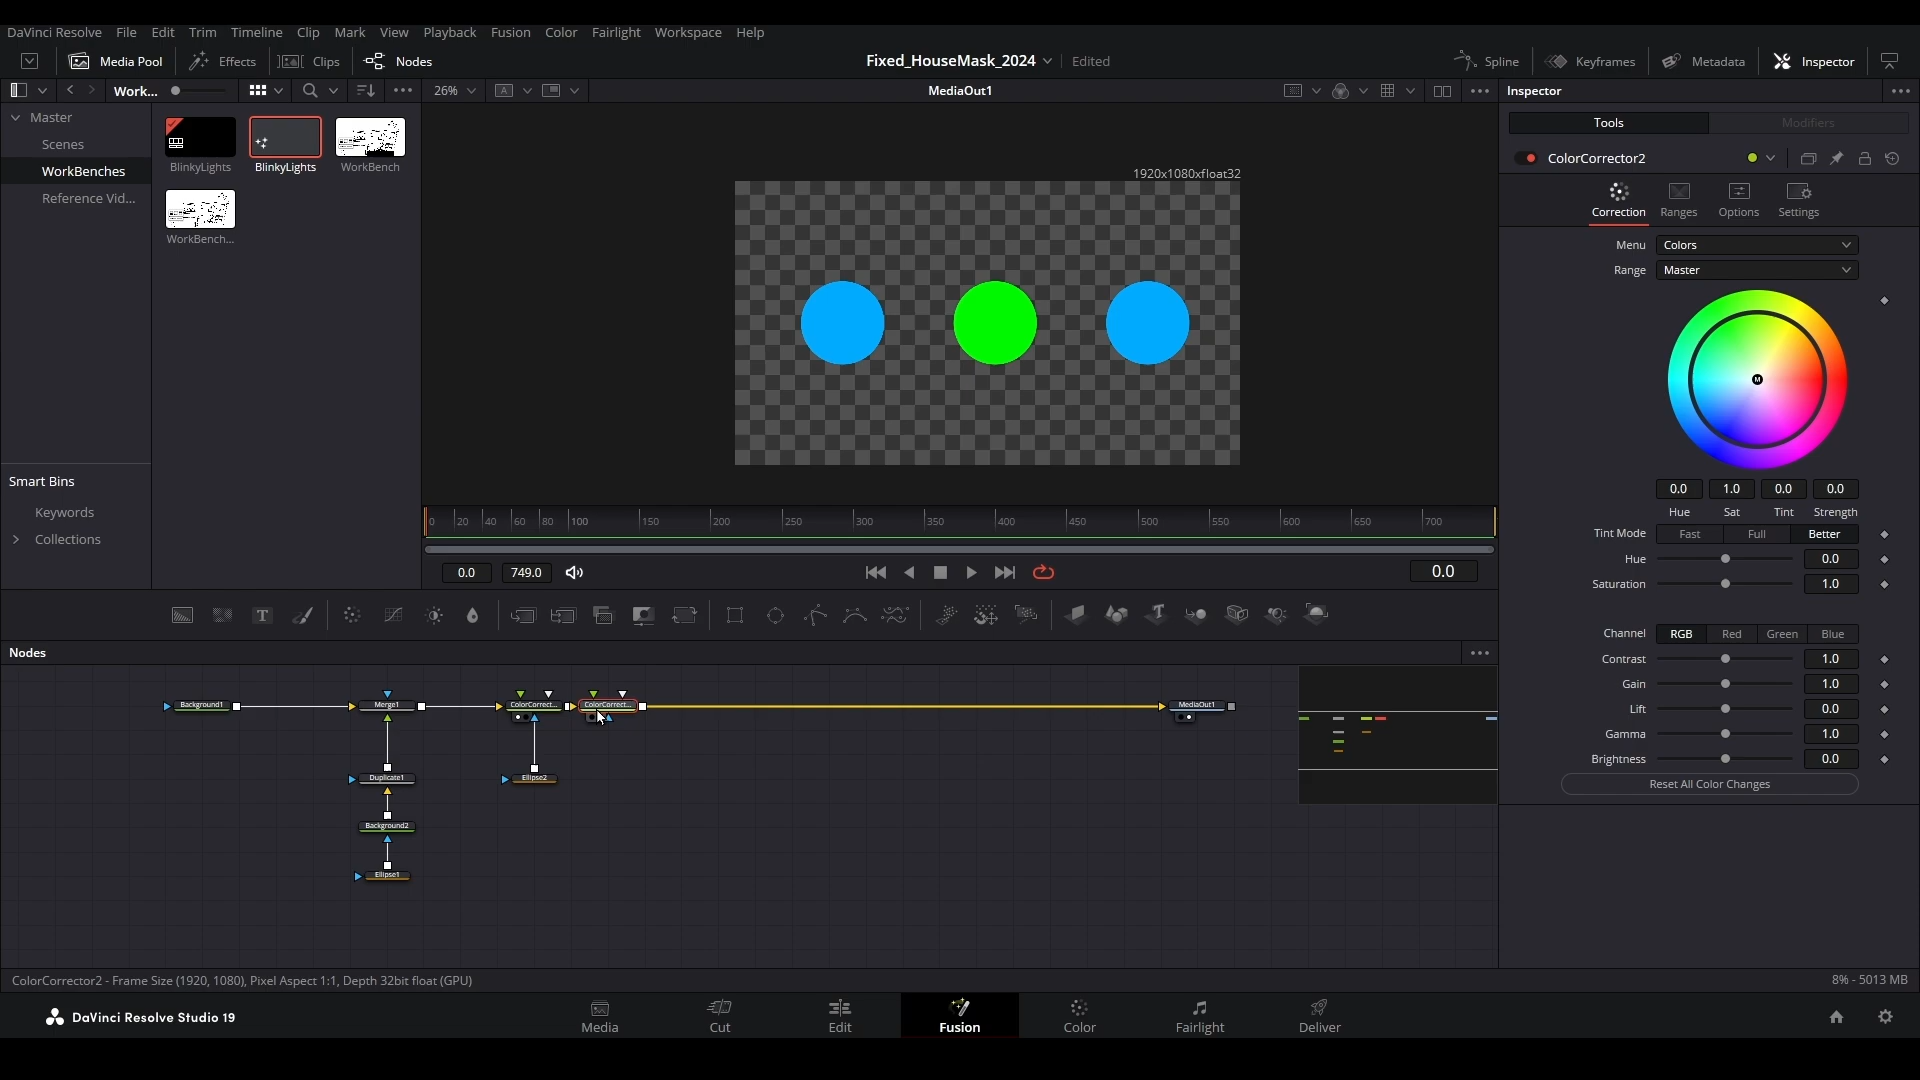 DaVinci Resolve File Edit Trim Timeline Clip Mark View Playback Fusion Color Fairlight Workspace Help
Media Pool Effects Clips Nodes Fixed_HouseMask_2024 Edited Spline Keyframes Metadata Inspector
Work... 26% A MediaOut1 Inspector
Master
Scenes
WorkBenches
Reference Vid...
BlinkyLights BlinkyLights WorkBench
WorkBench...
Smart Bins
Keywords
Collections
1920x1080xfloat32
0 20 40 60 80 100 150 200 250 300 350 400 450 500 550 600 650 700
0.0 749.0 0.0
Tools Modifiers
ColorCorrector2
Correction Ranges Options Settings
Menu Colors
Range Master
M
0.0 1.0 0.0 0.0
Hue Sat Tint Strength
Tint Mode Fast Full Better
Hue 0.0
Saturation 1.0
Channel RGB Red Green Blue
Contrast 1.0
Gain 1.0
Lift 0.0
Gamma 1.0
Brightness 0.0
Reset All Color Changes
T T
Nodes
Background1 Merge1 ColorCorrect... ColorCorrect... MediaOut1
Duplicate1 Ellipse2
Background2
Ellipse1
ColorCorrector2 - Frame Size (1920, 1080), Pixel Aspect 1:1, Depth 32bit float (GPU) 8% - 5013 MB
DaVinci Resolve Studio 19 Media Cut Edit Fusion Color Fairlight Deliver